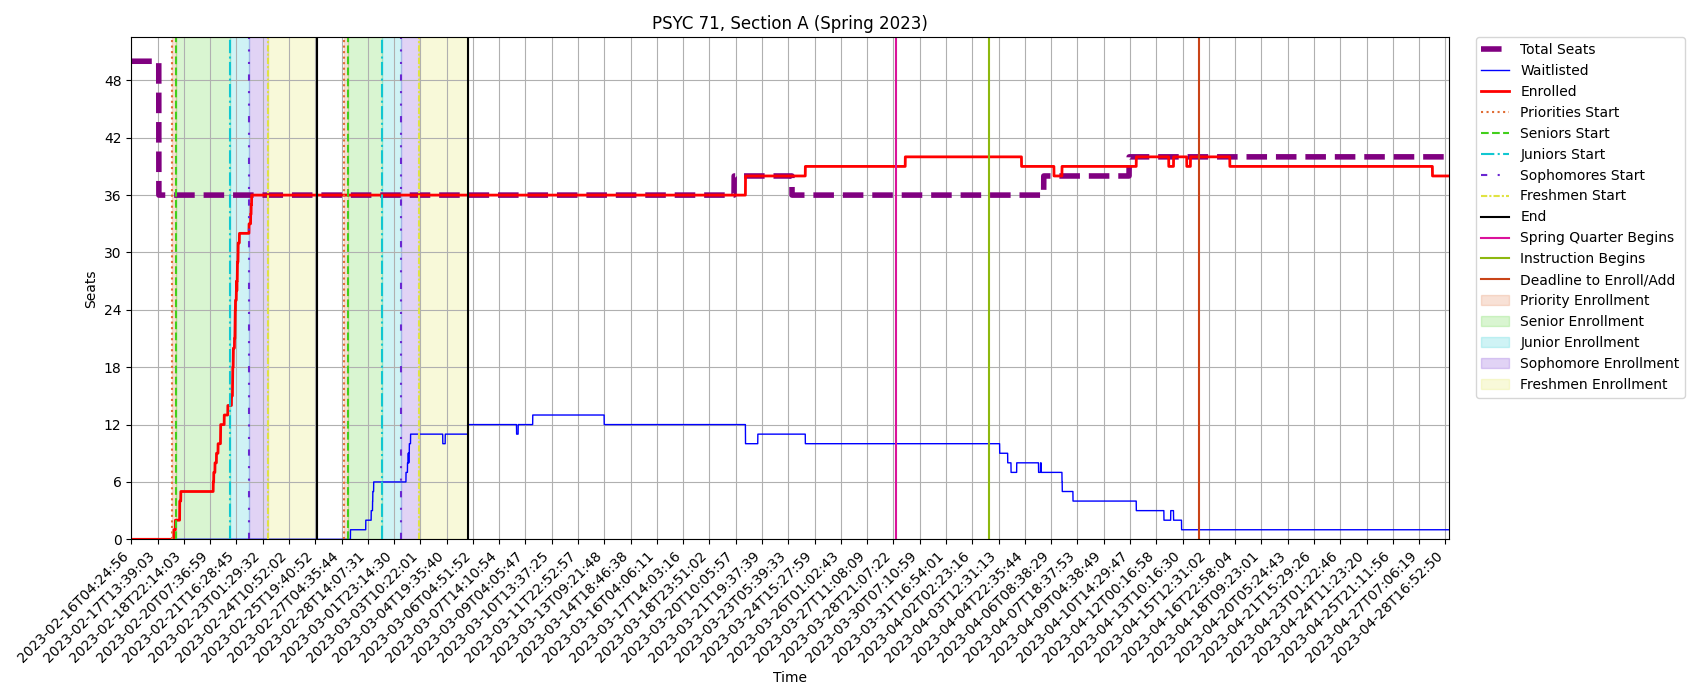 PSYC 71, Section A (Spring 2023)
Seats
48
42
36
30
24
18
12
6
0
2023-02-16T04:24:56
2023-02-17T13:39:03
2023-02-18T22:14:03
2023-02-20T07:36:59
2023-02-21T16:28:45
2023-02-23T01:29:32
2023-02-24T10:52:02
2023-02-25T19:40:52
2023-02-27T04:35:44
2023-02-28T14:07:31
2023-03-01T23:14:30
2023-03-03T10:22:01
2023-03-04T19:35:40
2023-03-06T04:51:52
2023-03-07T14:10:54
2023-03-09T04:05:47
2023-03-10T13:37:25
2023-03-11T22:52:57
2023-03-13T09:21:48
2023-03-14T18:46:38
2023-03-16T04:06:11
2023-03-17T14:03:16
2023-03-18T23:51:02
2023-03-20T10:05:57
2023-03-21T19:37:39
2023-03-23T05:39:33
2023-03-24T15:27:59
2023-03-26T01:02:43
2023-03-27T11:08:09
2023-03-28T21:07:22
2023-03-30T07:10:59
2023-03-31T16:54:01
2023-04-02T02:23:16
2023-04-03T12:31:13
2023-04-04T22:35:44
2023-04-06T08:38:29
2023-04-07T18:37:53
2023-04-09T04:38:49
2023-04-10T14:29:47
2023-04-12T00:16:58
2023-04-13T10:16:30
2023-04-15T12:31:02
2023-04-16T22:58:04
2023-04-18T09:23:01
2023-04-20T05:24:43
2023-04-21T15:29:26
2023-04-23T01:22:46
2023-04-24T11:23:20
2023-04-25T21:11:56
2023-04-27T07:06:19
2023-04-28T16:52:50
Time
Total Seats
Waitlisted
Enrolled
Priorities Start
Seniors Start
Juniors Start
Sophomores Start
Freshmen Start
End
Spring Quarter Begins
Instruction Begins
Deadline to Enroll/Add
Priority Enrollment
Senior Enrollment
Junior Enrollment
Sophomore Enrollment
Freshmen Enrollment